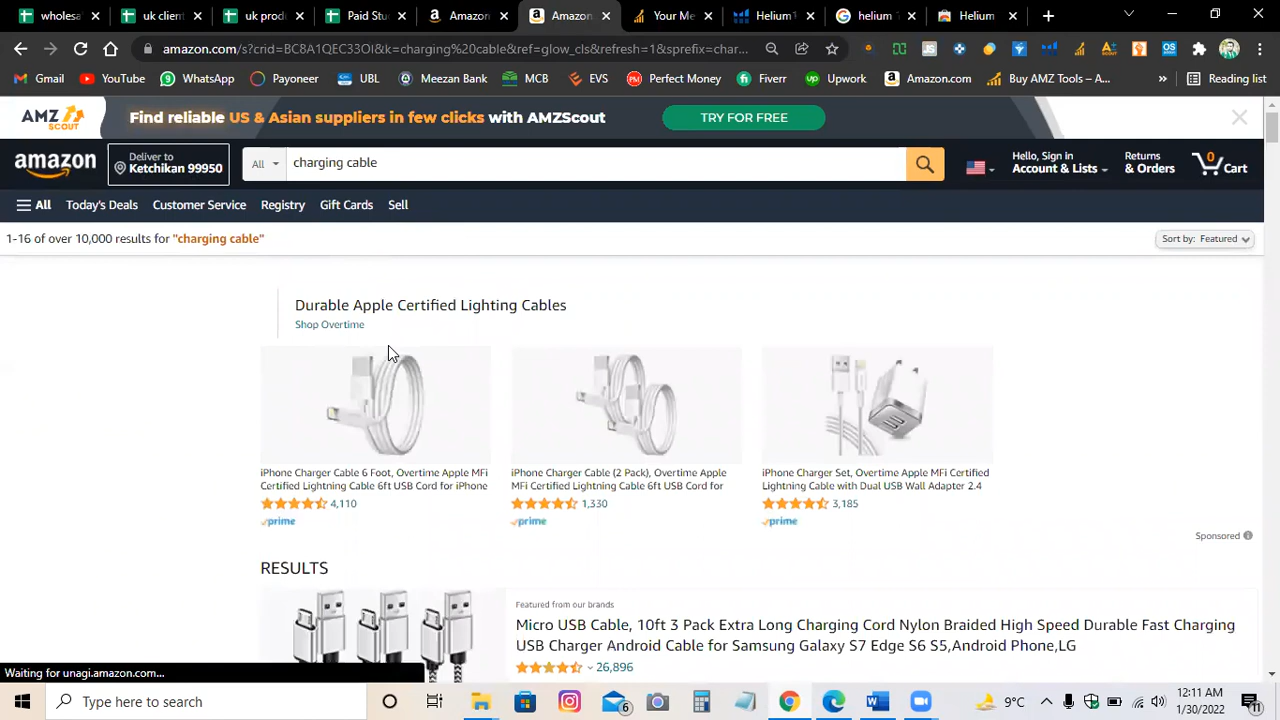 wholesa
uk client
uk produ
Paid Stu
Amazon
Amazon
Your Me
Helium T
helium
Helium
amazon.com/s?crid=BC8A1QEC33OI&k=charging%20cable&ref=glow_cls&refresh=1&sprefix=char...
Gmail YouTube WhatsApp Payoneer UBL Meezan Bank MCB EVS Perfect Money Fiverr Upwork Amazon.com Buy AMZ Tools – A... » Reading list
AMZ SCOUT
Find reliable US & Asian suppliers in few clicks with AMZScout
TRY FOR FREE
amazon
Deliver to
Ketchikan 99950
All
charging cable
Hello, Sign in
Account & Lists
Returns
& Orders
0
Cart
All Today's Deals Customer Service Registry Gift Cards Sell
1-16 of over 10,000 results for "charging cable"
Sort by: Featured
Durable Apple Certified Lighting Cables
Shop Overtime
iPhone Charger Cable 6 Foot, Overtime Apple MFi
Certified Lightning Cable 6ft USB Cord for iPhone
4,110
prime
iPhone Charger Cable (2 Pack), Overtime Apple
MFi Certified Lightning Cable 6ft USB Cord for
1,330
prime
iPhone Charger Set, Overtime Apple MFi Certified
Lightning Cable with Dual USB Wall Adapter 2.4
3,185
prime
Sponsored
RESULTS
Featured from our brands
Micro USB Cable, 10ft 3 Pack Extra Long Charging Cord Nylon Braided High Speed Durable Fast Charging
USB Charger Android Cable for Samsung Galaxy S7 Edge S6 S5,Android Phone,LG
26,896
Waiting for unagi.amazon.com...
Type here to search
6
9°C
12:11 AM
1/30/2022
11